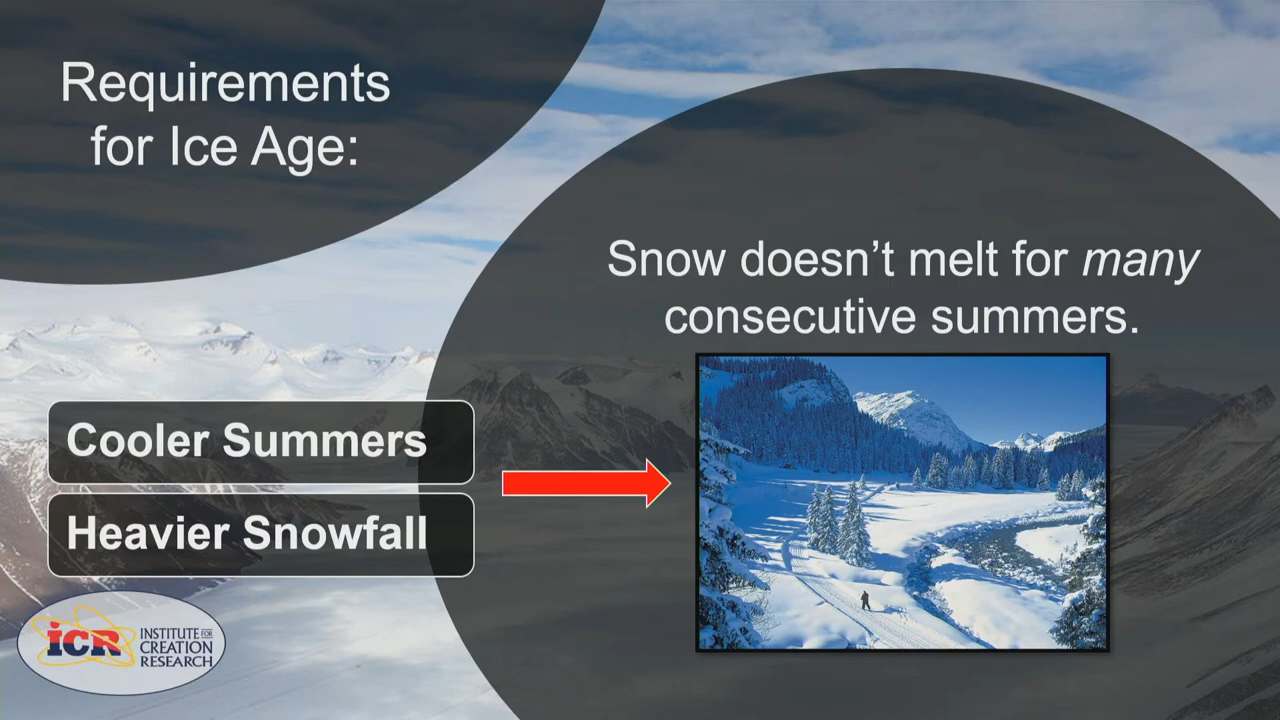 Requirements
for Ice Age:
Snow doesn’t melt for many
consecutive summers.
Cooler Summers
Heavier Snowfall
ICR
INSTITUTE FOR
CREATION
RESEARCH